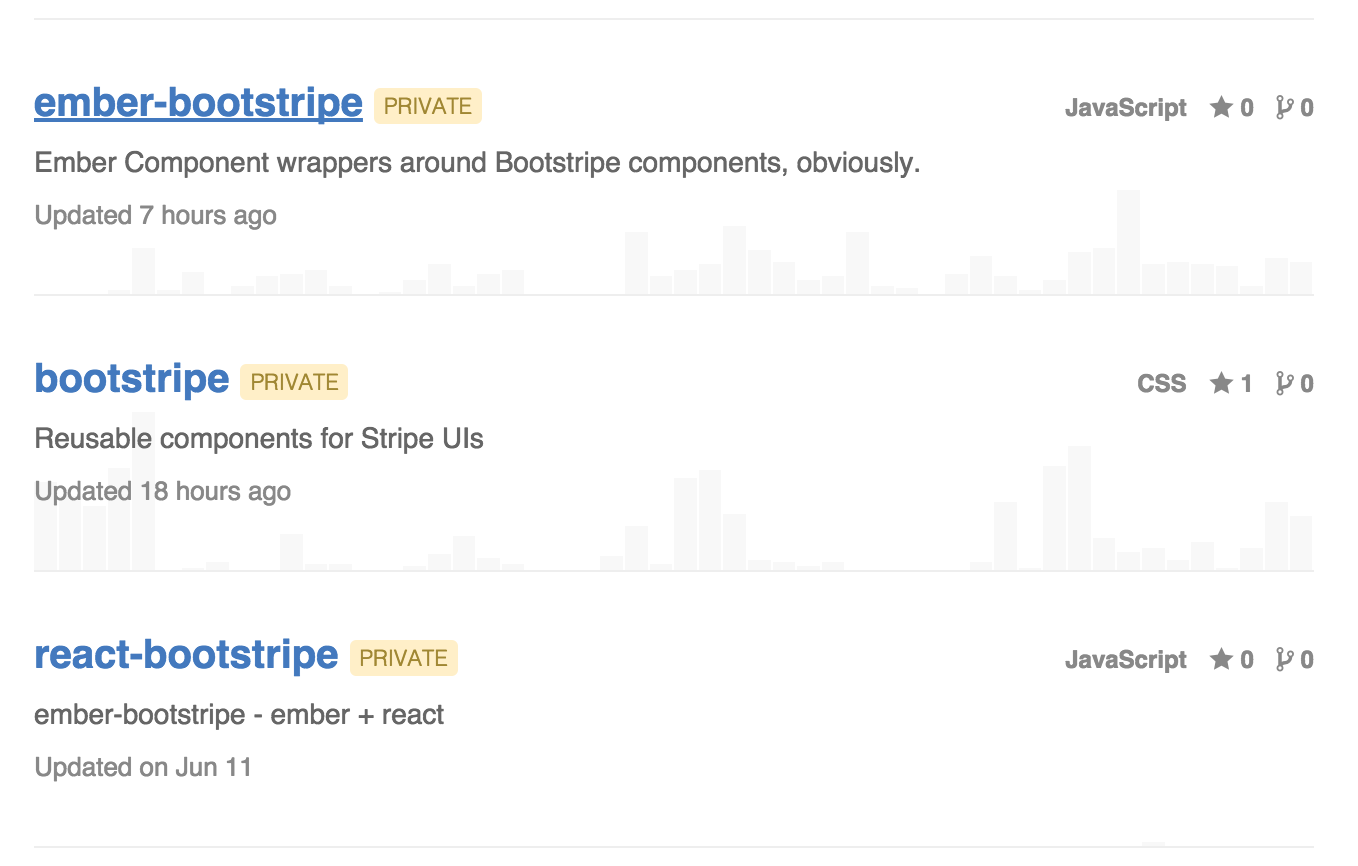 ember-bootstripe PRIVATE JavaScript 0 0
Ember Component wrappers around Bootstripe components, obviously.
Updated 7 hours ago
bootstripe PRIVATE CSS 1 0
Reusable components for Stripe UIs
Updated 18 hours ago
react-bootstripe PRIVATE JavaScript 0 0
ember-bootstripe - ember + react
Updated on Jun 11